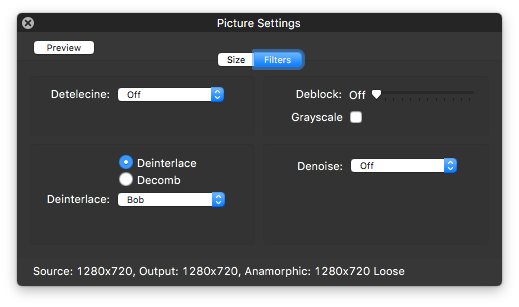 Picture Settings
Preview
Size Filters
Detelecine: Off
Deblock: Off
Grayscale
Deinterlace
Decomb
Deinterlace: Bob
Denoise: Off
Source: 1280x720, Output: 1280x720, Anamorphic: 1280x720 Loose